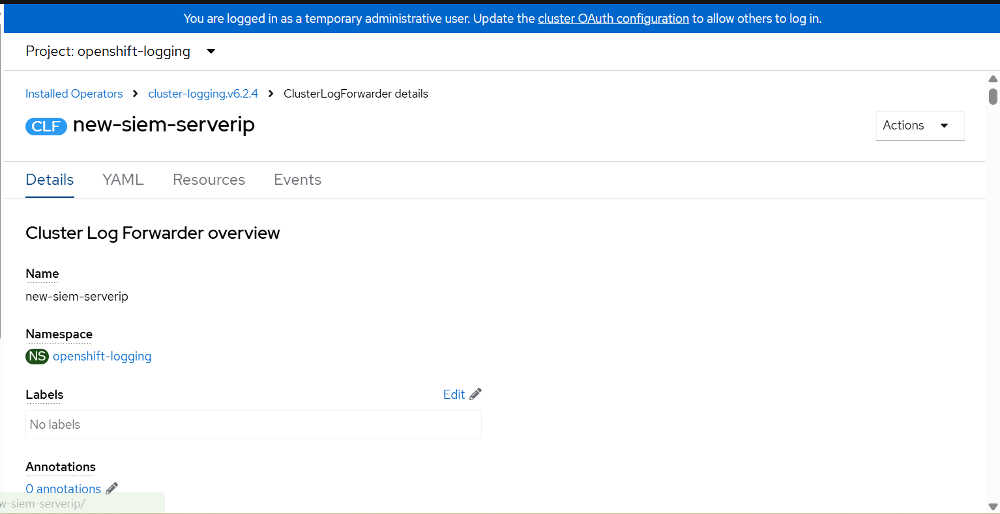 You are logged in as a temporary administrative user. Update the cluster OAuth configuration to allow others to log in.
Project: openshift-logging
Installed Operators > cluster-logging.v6.2.4 > ClusterLogForwarder details
CLF new-siem-serverip
Actions
Details YAML Resources Events
Cluster Log Forwarder overview
Name
new-siem-serverip
Namespace
NS openshift-logging
Labels Edit
No labels
Annotations
0 annotations
w-siem-serverip/